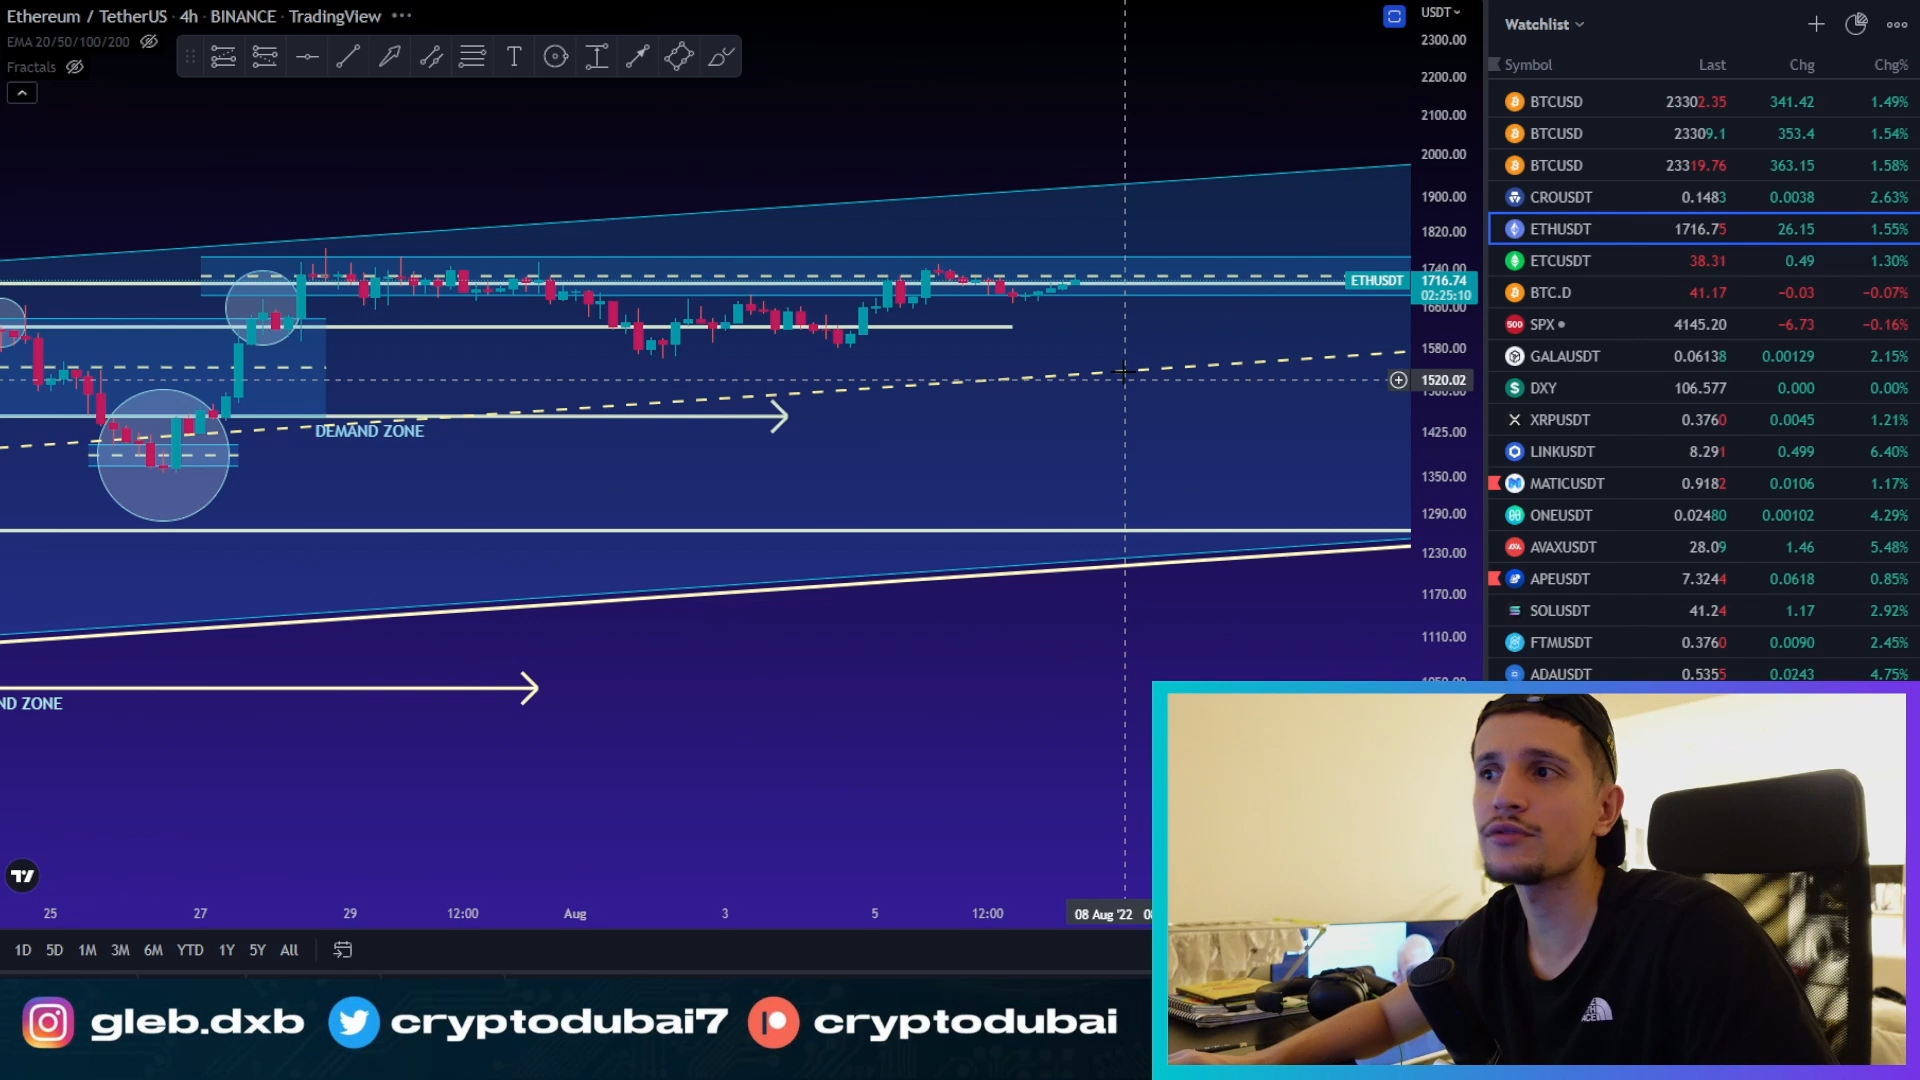 Ethereum / TetherUS · 4h · BINANCE · TradingView
EMA 20/50/100/200
Fractals
USDT
2300.00
2200.00
2100.00
2000.00
1900.00
1820.00
1740.00
ETHUSDT 1716.74
02:25:10
1660.00
1580.00
1520.02
1425.00
1350.00
1290.00
1230.00
1170.00
1110.00
DEMAND ZONE
ND ZONE
25 27 29 12:00 Aug 3 5 12:00 08 Aug '22
1D 5D 1M 3M 6M YTD 1Y 5Y All
Watchlist
Symbol Last Chg Chg%
BTCUSD 23302.35 341.42 1.49%
BTCUSD 23309.1 353.4 1.54%
BTCUSD 23319.76 363.15 1.58%
CROUSDT 0.1483 0.0038 2.63%
ETHUSDT 1716.75 26.15 1.55%
ETCUSDT 38.31 0.49 1.30%
BTC.D 41.17 -0.03 -0.07%
500 SPX 4145.20 -6.73 -0.16%
GALAUSDT 0.06138 0.00129 2.15%
DXY 106.577 0.000 0.00%
XRPUSDT 0.3760 0.0045 1.21%
LINKUSDT 8.291 0.499 6.40%
MATICUSDT 0.9182 0.0106 1.17%
ONEUSDT 0.02480 0.00102 4.29%
AVAXUSDT 28.09 1.46 5.48%
APEUSDT 7.3244 0.0618 0.85%
SOLUSDT 41.24 1.17 2.92%
FTMUSDT 0.3760 0.0090 2.45%
ADAUSDT 0.5355 0.0243 4.75%
gleb.dxb cryptodubai7 cryptodubai